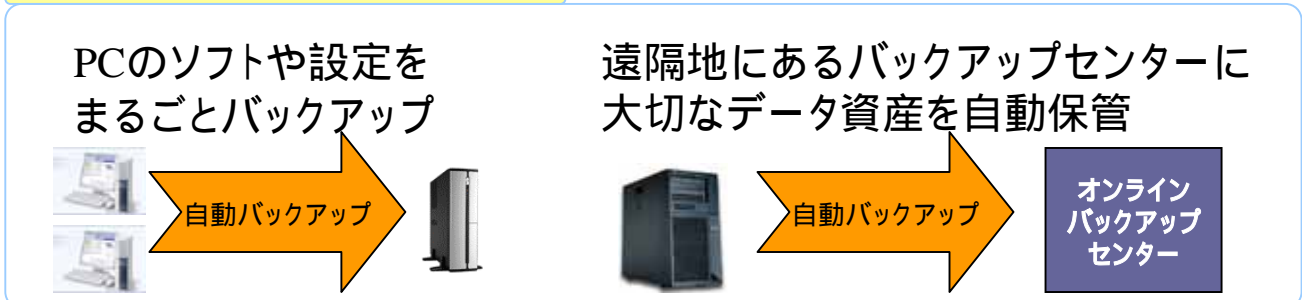 PCのソフトや設定を
まるごとバックアップ
自動バックアップ
遠隔地にあるバックアップセンターに
大切なデータ資産を自動保管
自動バックアップ
オンライン
バックアップ
センター